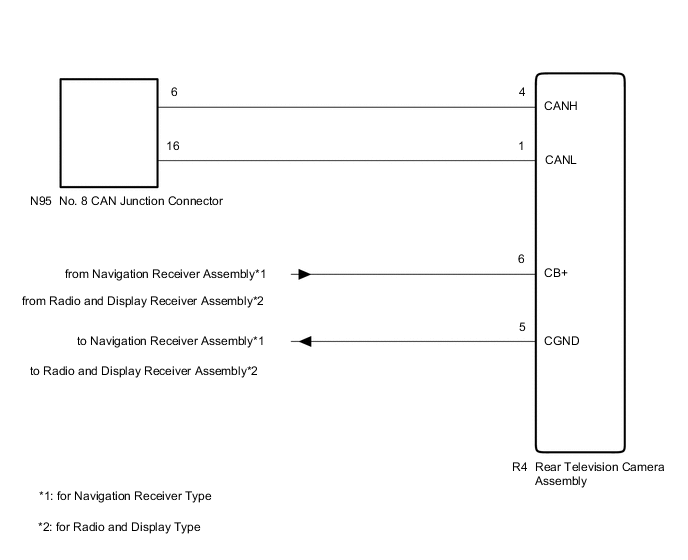 6
4
CANH
16
1
CANL
N95 No. 8 CAN Junction Connector
6
from Navigation Receiver Assembly*1
CB+
from Radio and Display Receiver Assembly*2
5
to Navigation Receiver Assembly*1
CGND
to Radio and Display Receiver Assembly*2
R4 Rear Television Camera
Assembly
*1: for Navigation Receiver Type
*2: for Radio and Display Type